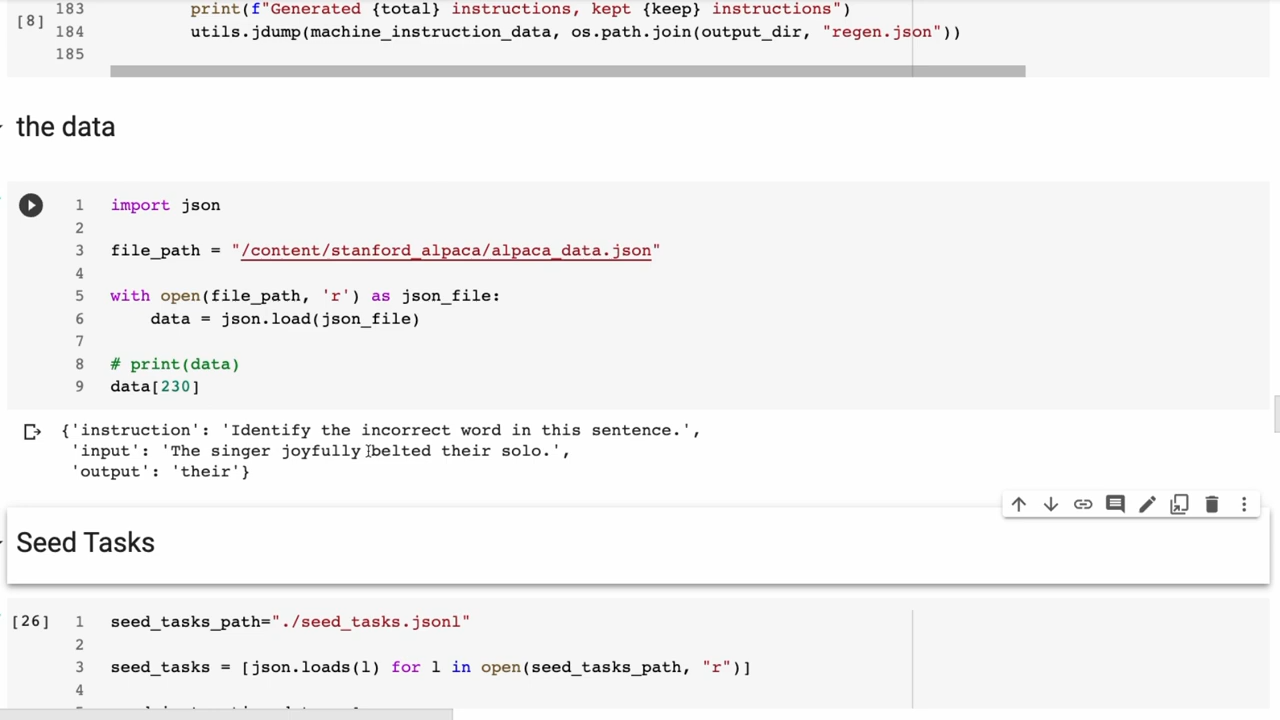 183 print(f"Generated {total} instructions, kept {keep} instructions")
[8] 184 utils.jdump(machine_instruction_data, os.path.join(output_dir, "regen.json"))
185
the data
1 import json
2
3 file_path = "/content/stanford_alpaca/alpaca_data.json"
4
5 with open(file_path, 'r') as json_file:
6 data = json.load(json_file)
7
8 # print(data)
9 data[230]
{'instruction': 'Identify the incorrect word in this sentence.',
'input': 'The singer joyfully belted their solo.',
'output': 'their'}
Seed Tasks
[26] 1 seed_tasks_path="./seed_tasks.jsonl"
2
3 seed_tasks = [json.loads(l) for l in open(seed_tasks_path, "r")]
4